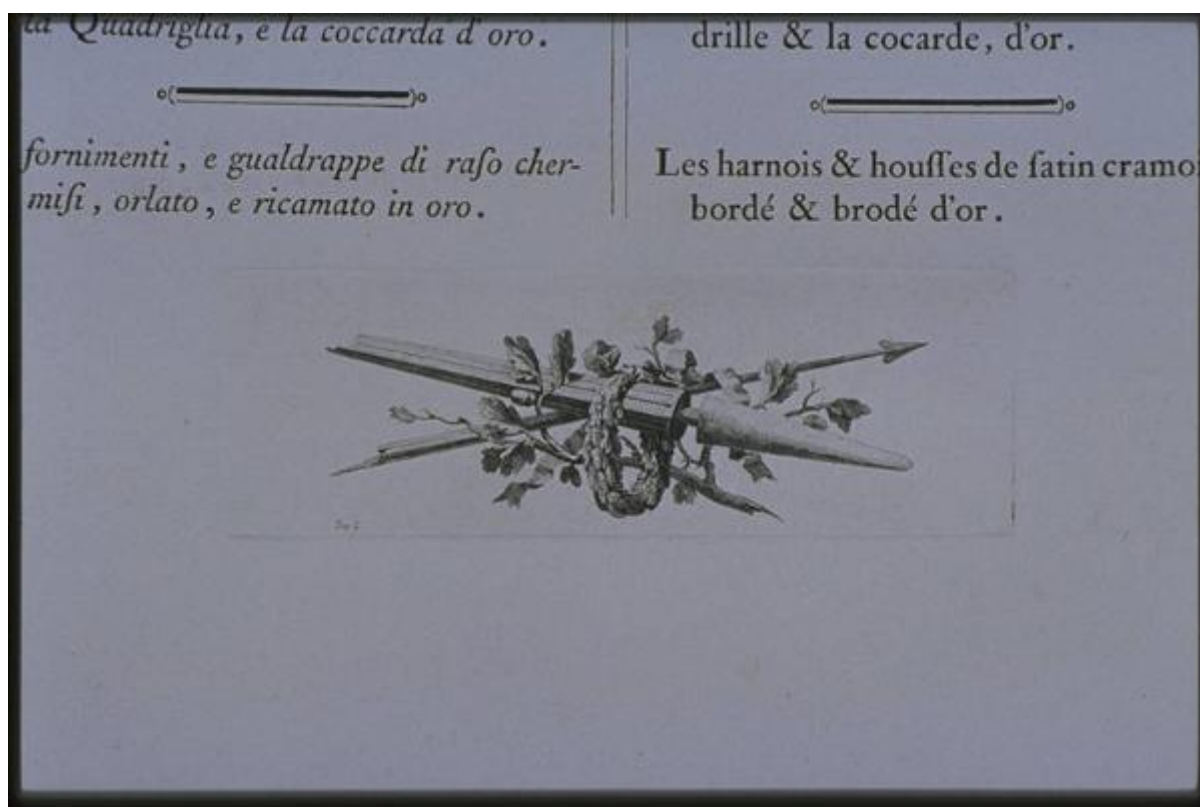 la Quadriglia, e la coccarda d' oro.
fornimenti, e gualdrappe di raſo cher-
miſi, orlato, e ricamato in oro.
drille & la cocarde, d'or.
Les harnois & houſſes de ſatin cramoi
bordé & brodé d'or.